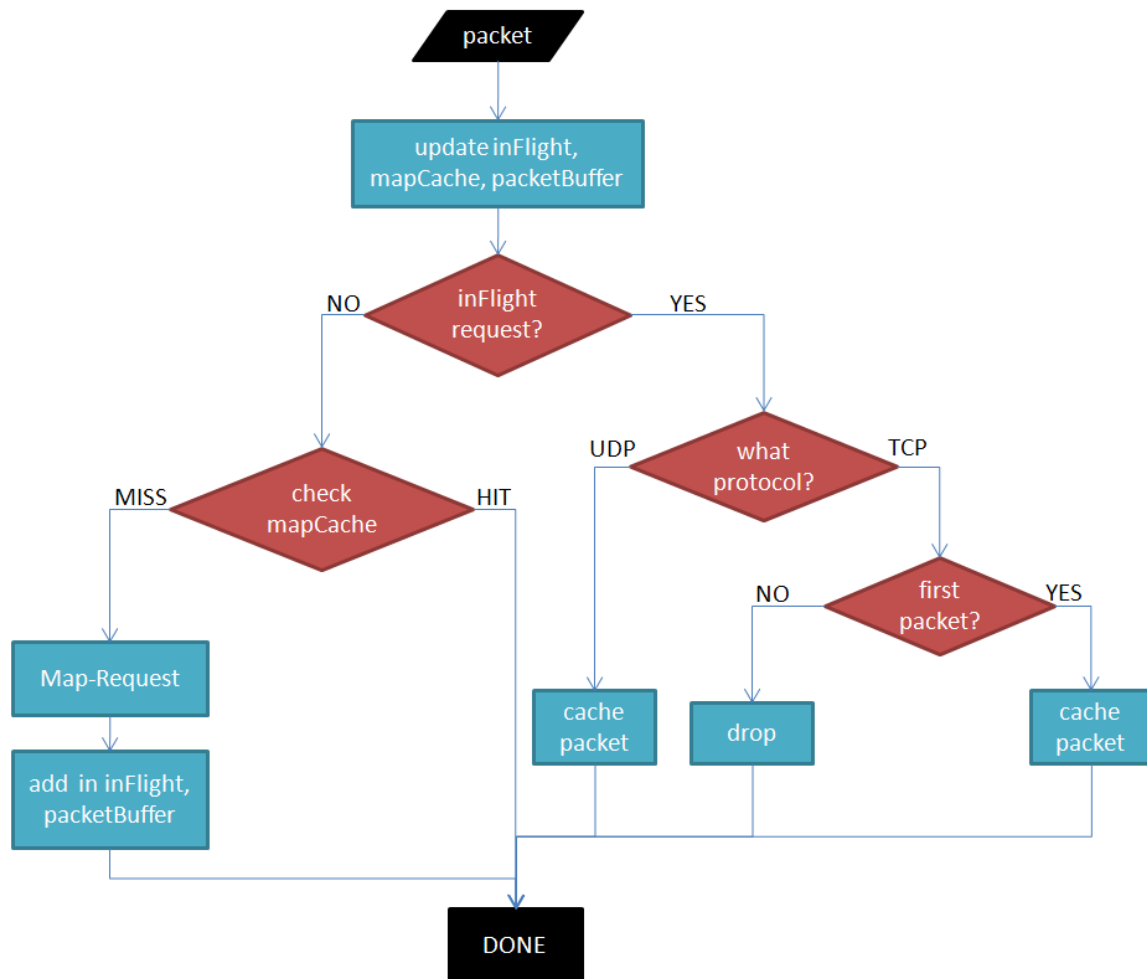 packet
update inFlight,
mapCache, packetBuffer
NO
inFlight
request?
YES
UDP
what
protocol?
TCP
MISS
check
mapCache
HIT
NO
first
packet?
YES
Map-Request
cache
packet
drop
cache
packet
add in inFlight,
packetBuffer
DONE